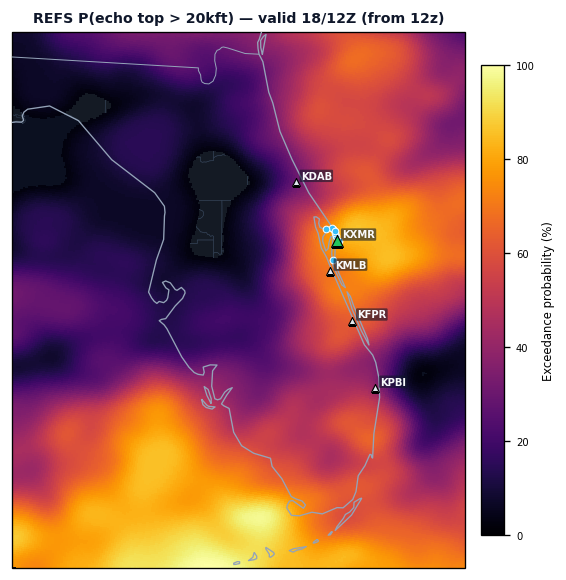 REFS P(echo top > 20kft) — valid 18/12Z (from 12z)
KDAB
KXMR
KMLB
KFPR
KPBI
100
80
60
40
20
0
Exceedance probability (%)